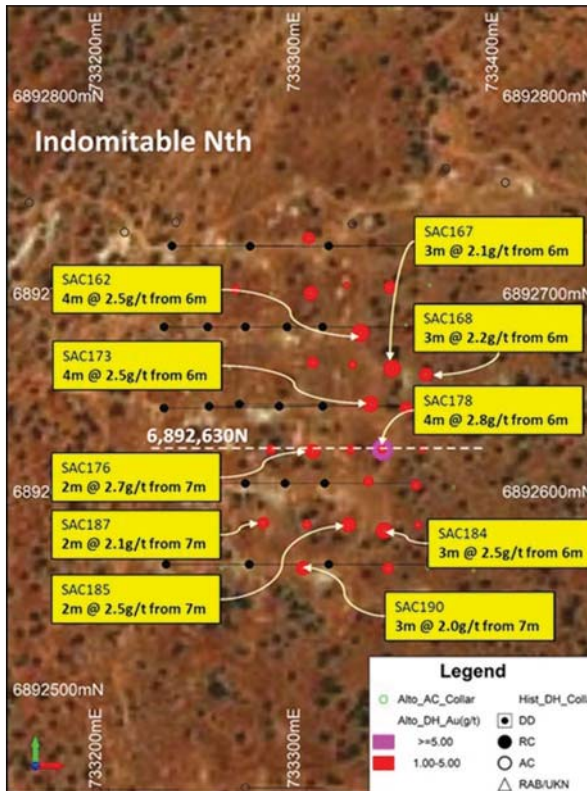 733200mE
733300mE
733400mE
6892800mN
6892800mN
Indomitable Nth
SAC167
3m @ 2.1g/t from 6m
SAC162
4m @ 2.5g/t from 6m
6892700mN
SAC168
3m @ 2.2g/t from 6m
SAC173
4m @ 2.5g/t from 6m
SAC178
4m @ 2.8g/t from 6m
6,892,630N
SAC176
2m @ 2.7g/t from 7m
6892600mN
SAC187
2m @ 2.1g/t from 7m
SAC184
3m @ 2.5g/t from 6m
SAC185
2m @ 2.5g/t from 7m
SAC190
3m @ 2.0g/t from 7m
6892500mN
733200mE
733300mE
Legend
Alto_AC_Collar
Hist_DH_Coll
Alto_DH_Au(g/t)
DD
>=5.00
RC
1.00-5.00
AC
RAB/UKN